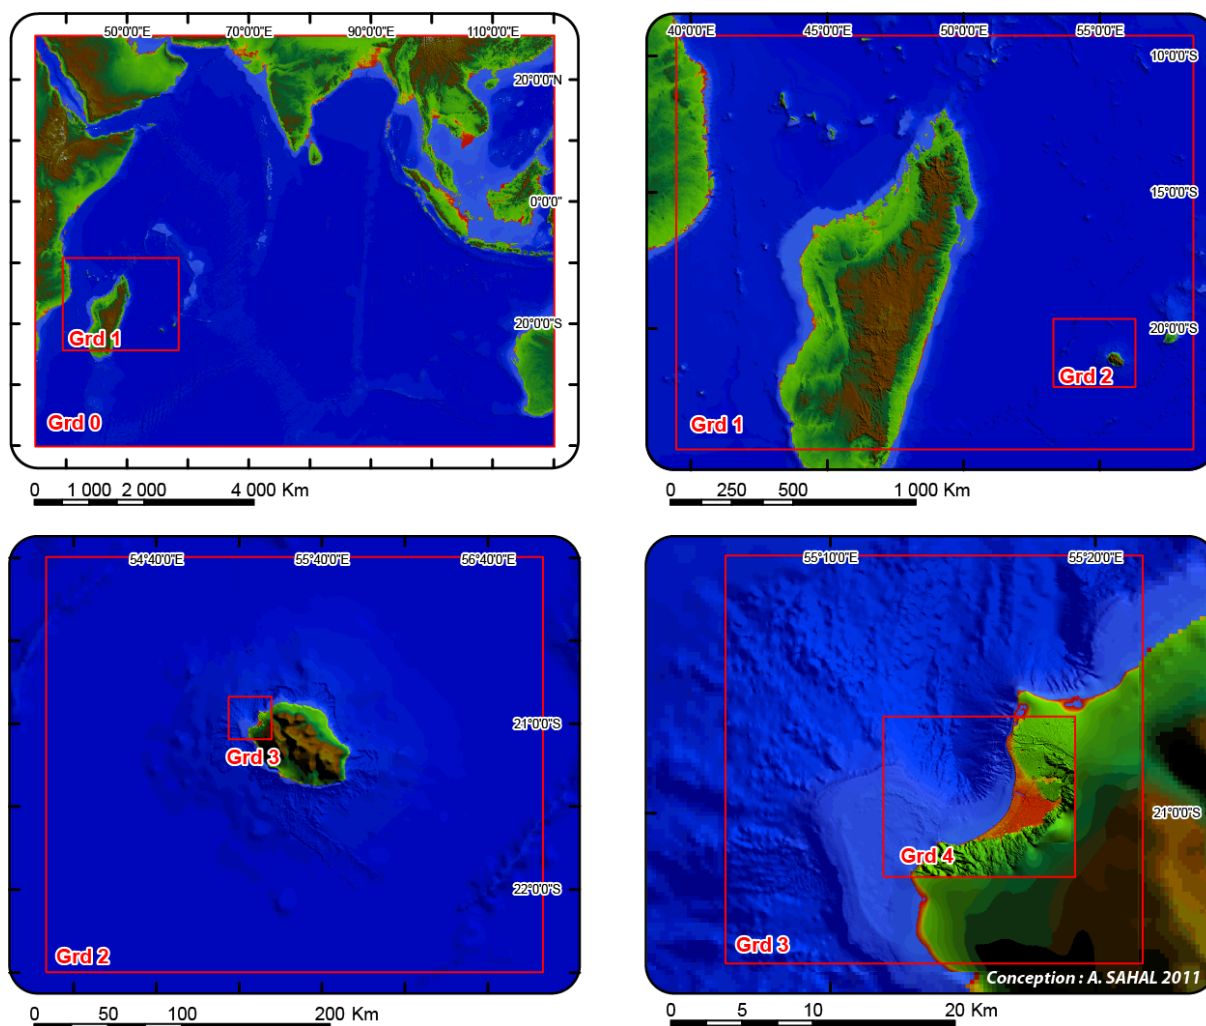 50°0'0"E 70°0'0"E 90°0'0"E 110°0'0"E
20°0'0"N
0°0'0"
20°0'0"S
Grd 1
Grd 0
0 1 000 2 000 4 000 Km
40°0'0"E 45°0'0"E 50°0'0"E 55°0'0"E
10°0'0"S
15°0'0"S
20°0'0"S
Grd 2
Grd 1
0 250 500 1 000 Km
54°40'0"E 55°40'0"E 56°40'0"E
21°0'0"S
Grd 3
22°0'0"S
Grd 2
0 50 100 200 Km
55°10'0"E 55°20'0"E
21°0'0"S
Grd 4
Grd 3
Conception : A. SAHAL 2011
0 5 10 20 Km